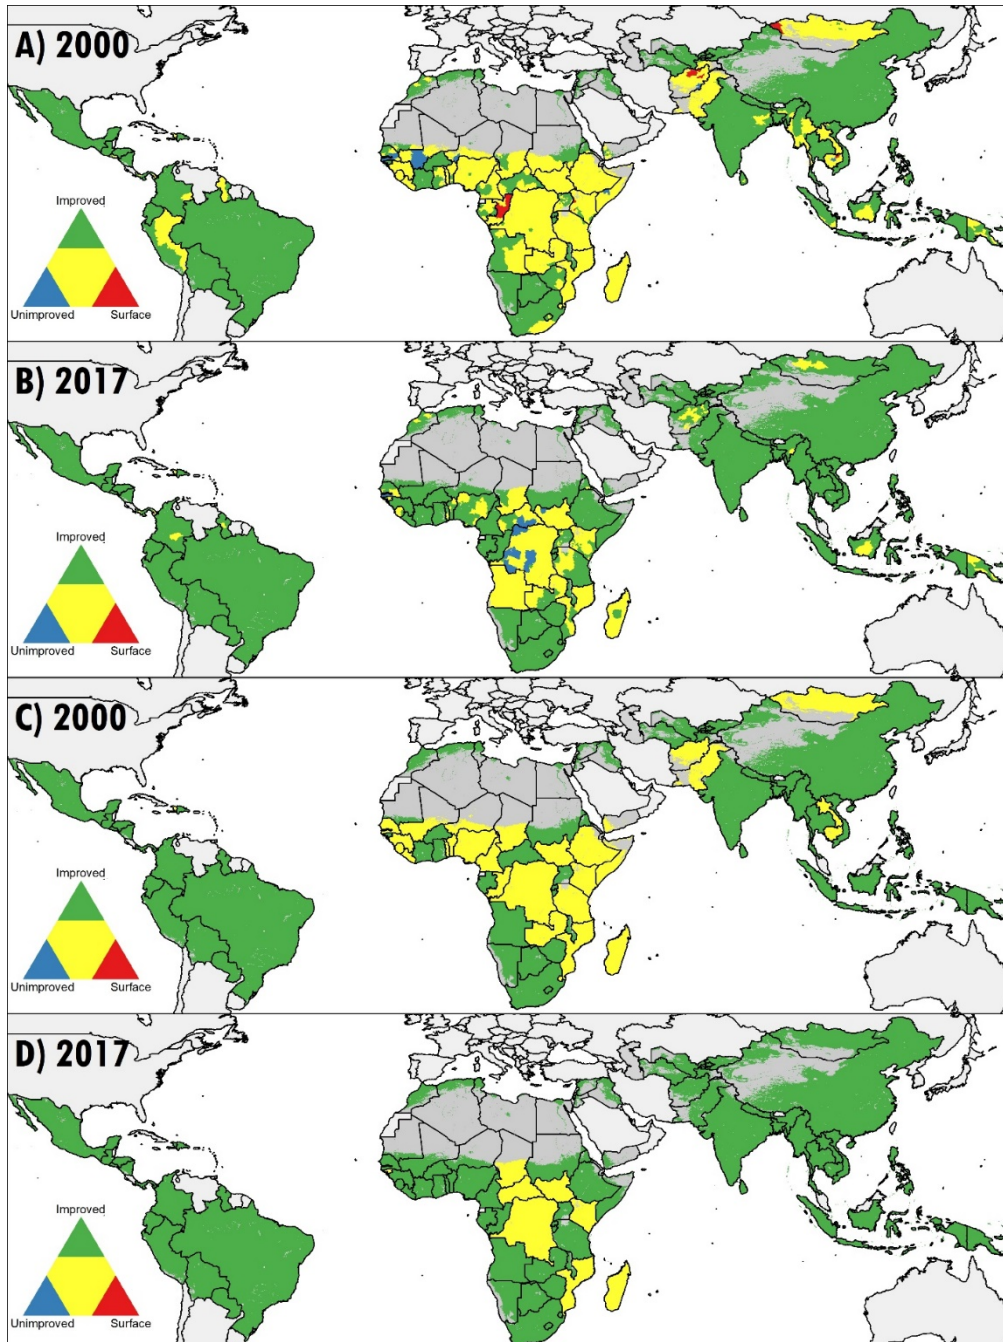 A) 2000
Improved
Unimproved
Surface
B) 2017
Improved
Unimproved
Surface
C) 2000
Improved
Unimproved
Surface
D) 2017
Improved
Unimproved
Surface